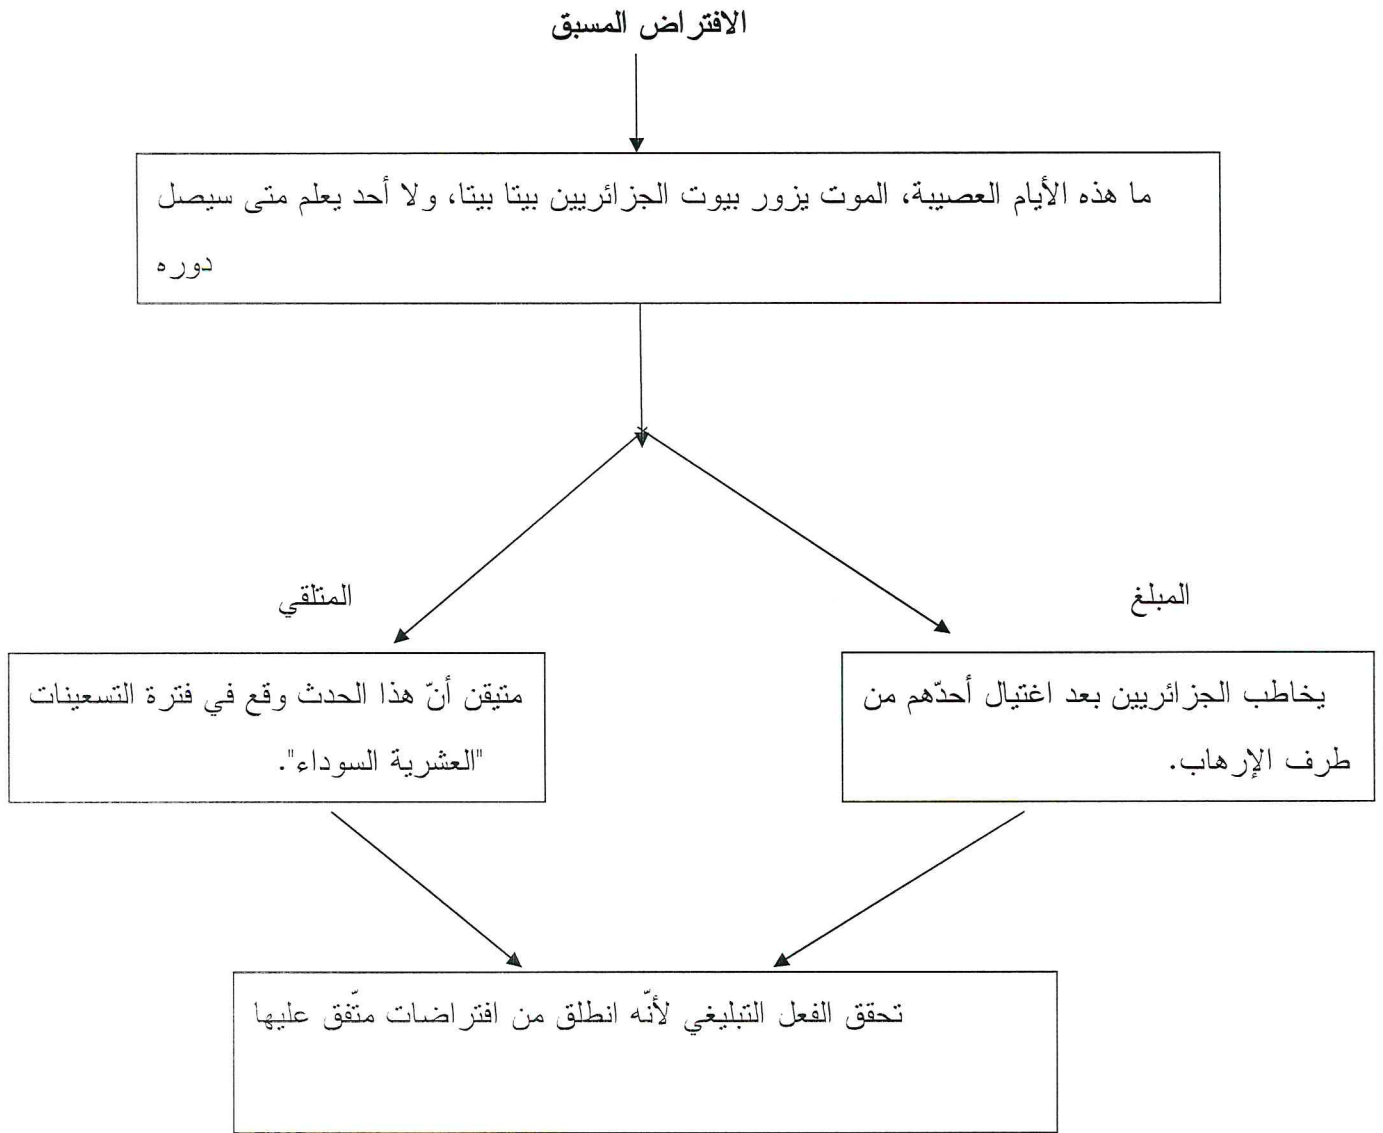 الافتراض المسبق
ما هذه الأيام العصيبة، الموت يزور بيوت الجزائريين بيتا بيتا، ولا أحد يعلم متى سيصل
دوره
المبلغ
يخاطب الجزائريين بعد اغتيال أحدّهم من
طرف الإرهاب.
المتلقي
متيقن أنّ هذا الحدث وقع في فترة التسعينات
"العشرية السوداء".
تحقق الفعل التبليغي لأنّه انطلق من افتراضات متّفق عليها